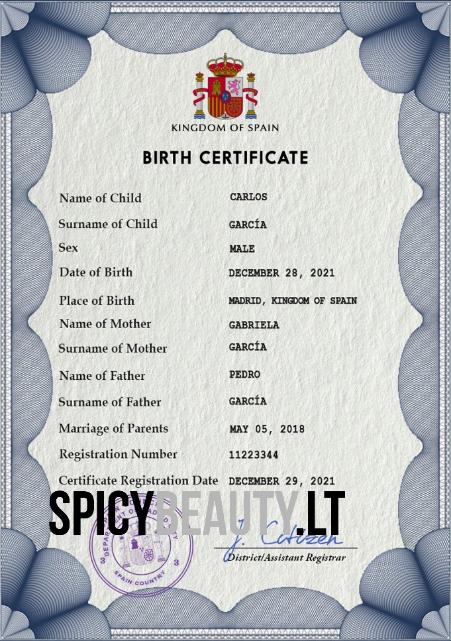 KINGDOM OF SPAIN
BIRTH CERTIFICATE
Name of Child CARLOS
Surname of Child GARCÍA
Sex MALE
Date of Birth DECEMBER 28, 2021
Place of Birth MADRID, KINGDOM OF SPAIN
Name of Mother GABRIELA
Surname of Mother GARCÍA
Name of Father PEDRO
Surname of Father GARCÍA
Marriage of Parents MAY 05, 2018
Registration Number 11223344
Certificate Registration Date DECEMBER 29, 2021
SPICYBEAUTY.LT
J. Citizen
District/Assistant Registrar
SPAIN COUNTRY